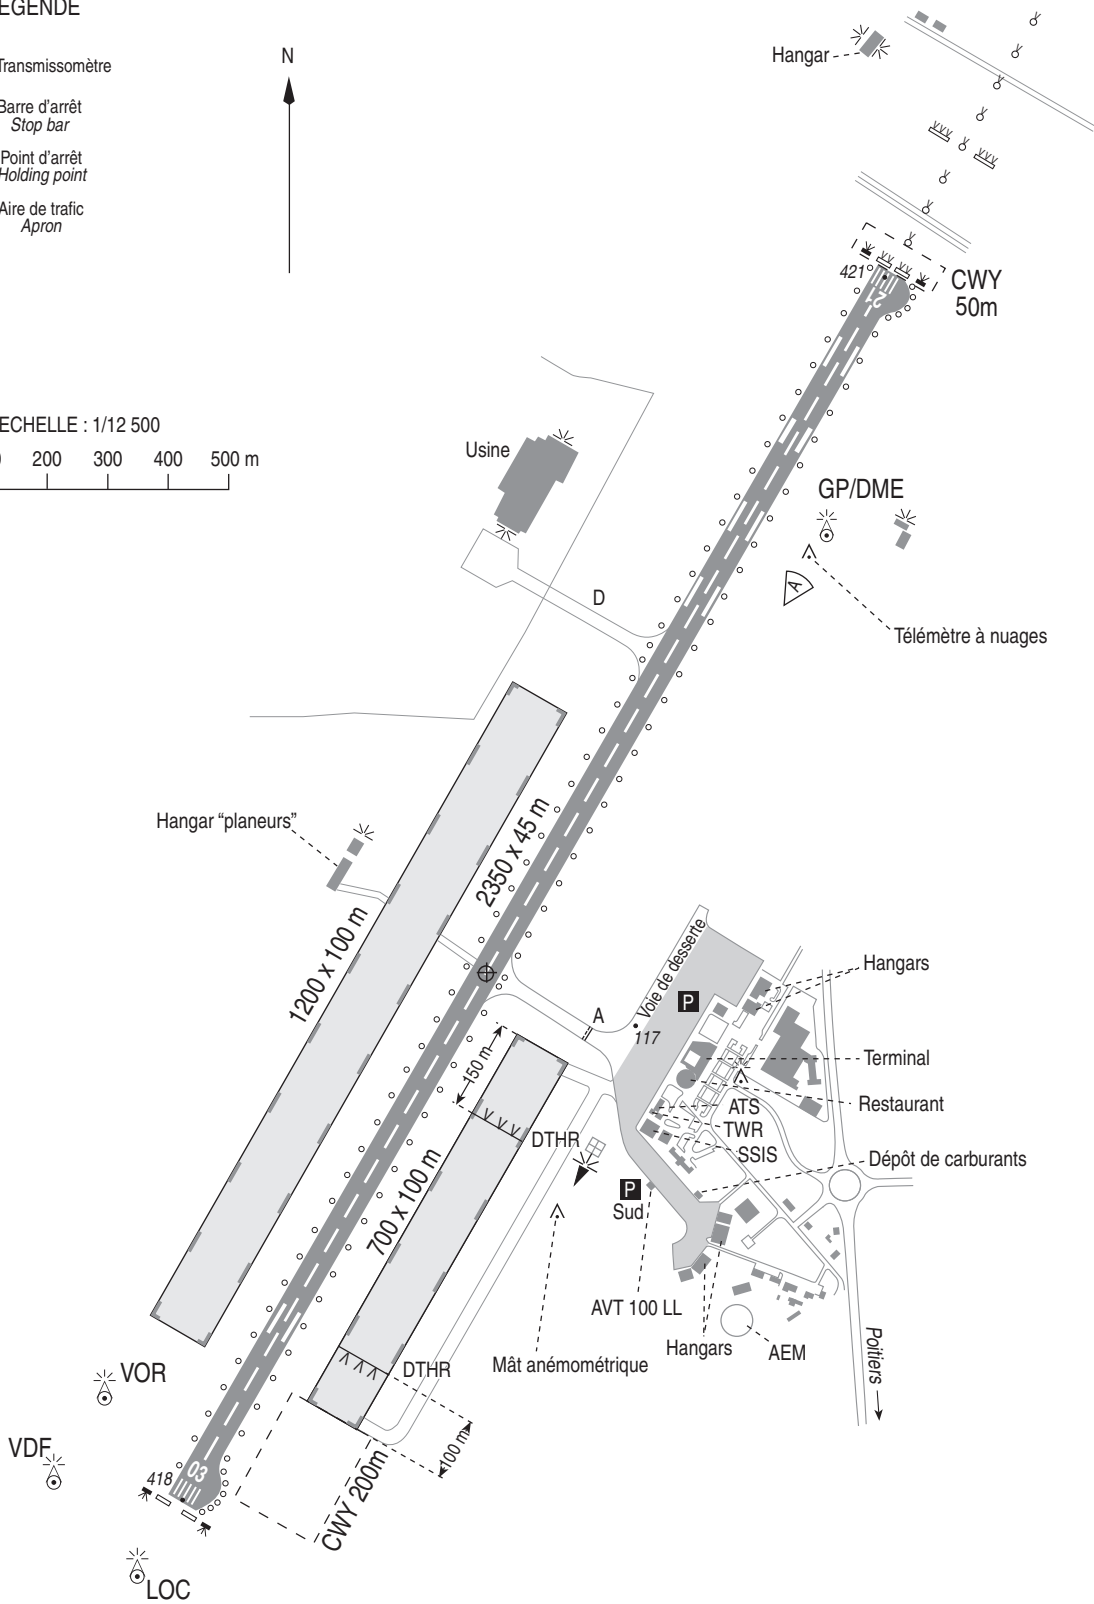 EGENDE
Transmissomètre
Barre d'arrêt
Stop bar
Point d'arrêt
Holding point
Aire de trafic
Apron
N
Hangar
421
21
CWY
50m
ECHELLE : 1/12 500
200 300 400 500 m
Usine
GP/DME
A
D
Télémètre à nuages
Hangar “planeurs”
2350 x 45 m
1200 x 100 m
Voie de desserte
P
117
A
Hangars
150 m
Terminal
Restaurant
ATS
TWR
SSIS
DTHR
Dépôt de carburants
700 x 100 m
P
Sud
AVT 100 LL
Hangars
AEM
Mât anémométrique
Poitiers
DTHR
VOR
100 m
VDF
03
418
CWY 200m
LOC